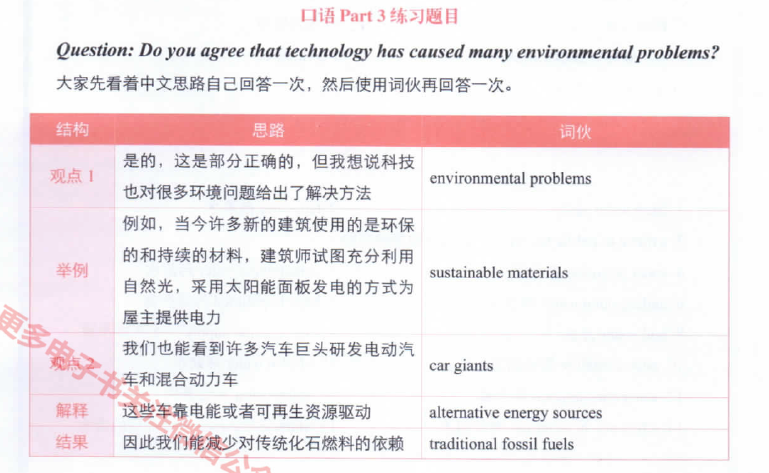 口语 Part 3 练习题目
Question: Do you agree that technology has caused many environmental problems?
大家先看着中文思路自己回答一次，然后使用词伙再回答一次。
结构 思路 词伙
观点 1
是的，这是部分正确的，但我想说科技
也对很多环境问题给出了解决方法
environmental problems
举例
例如，当今许多新的建筑使用的是环保
的和持续的材料，建筑师试图充分利用
自然光，采用太阳能面板发电的方式为
屋主提供电力
sustainable materials
观点 2
我们也能看到许多汽车巨头研发电动汽
车和混合动力车
car giants
解释 这些车靠电能或者可再生资源驱动 alternative energy sources
结果 因此我们能减少对传统化石燃料的依赖 traditional fossil fuels
更多电子书关注微信公众